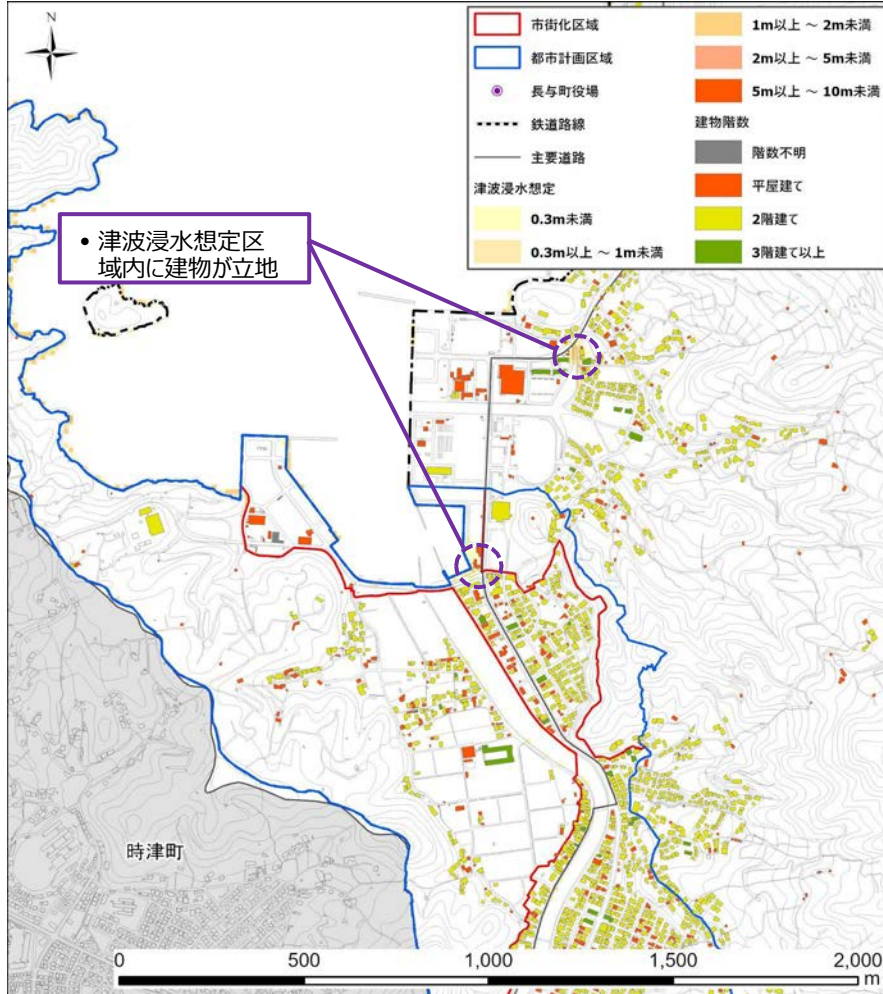 N
市街化区域
都市計画区域
長与町役場
鉄道路線
主要道路
津波浸水想定
0.3m未満
0.3m以上 ~ 1m未満
1m以上 ~ 2m未満
2m以上 ~ 5m未満
5m以上 ~ 10m未満
建物階数
階数不明
平屋建て
2階建て
3階建て以上
• 津波浸水想定区
域内に建物が立地
時津町
0 500 1,000 1,500 2,000
m